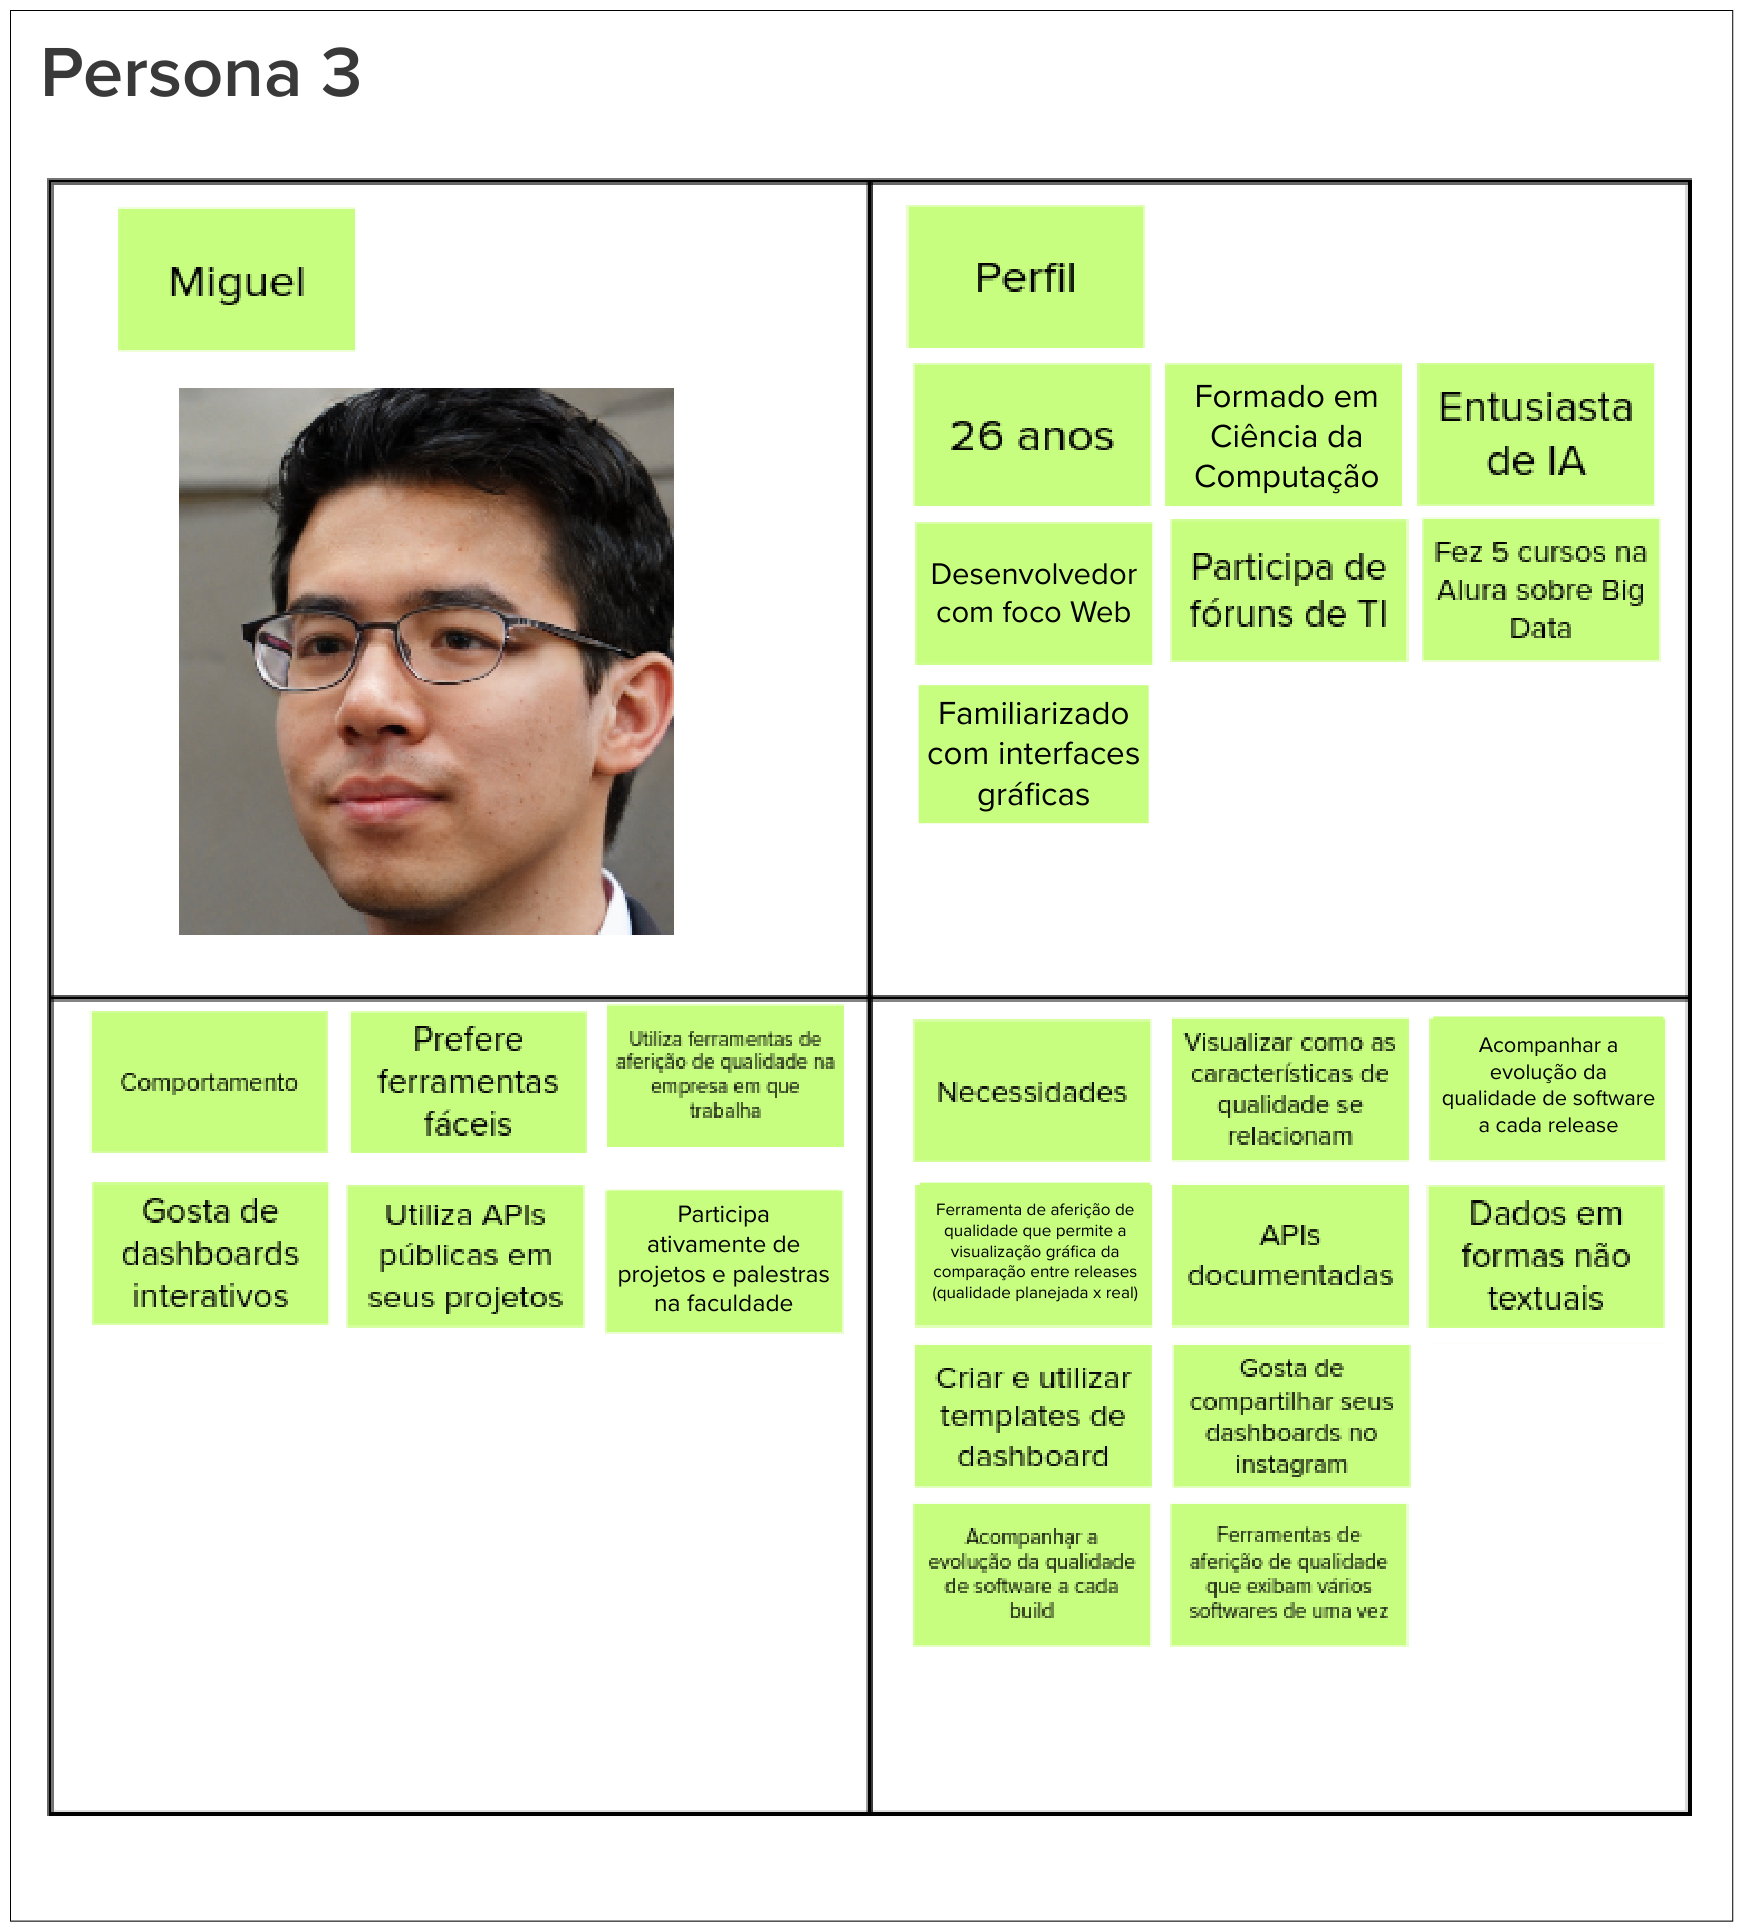 Persona 3
Miguel
Perfil
26 anos
Formado em
Ciência da
Computação
Entusiasta
de IA
Desenvolvedor
com foco Web
Participa de
fóruns de TI
Fez 5 cursos na
Alura sobre Big
Data
Familiarizado
com interfaces
gráficas
Comportamento
Prefere
ferramentas
fáceis
Utiliza ferramentas de
aferição de qualidade na
empresa em que
trabalha
Gosta de
dashboards
interativos
Utiliza APIs
públicas em
seus projetos
Participa
ativamente de
projetos e palestras
na faculdade
Necessidades
Visualizar como as
características de
qualidade se
relacionam
Acompanhar a
evolução da
qualidade de software
a cada release
Ferramenta de aferição de
qualidade que permite a
visualização gráfica da
comparação entre releases
(qualidade planejada x real)
APIs
documentadas
Dados em
formas não
textuais
Criar e utilizar
templates de
dashboard
Gosta de
compartilhar seus
dashboards no
instagram
Acompanhar a
evolução da qualidade
de software a cada
build
Ferramentas de
aferição de qualidade
que exibam vários
softwares de uma vez